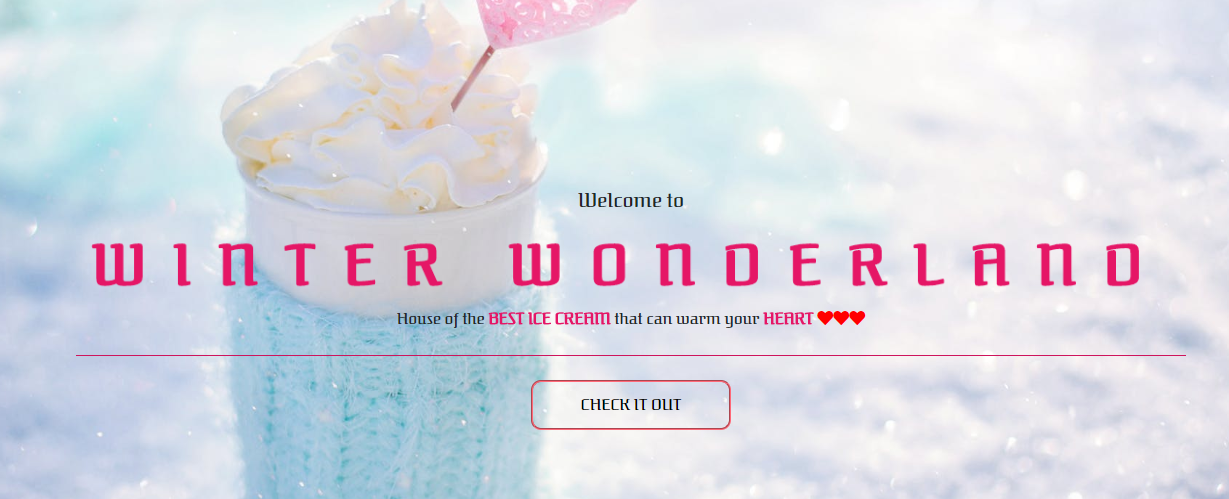 Welcome to
WINTER WONDERLAND
House of the BEST ICE CREAM that can warm your HEART ❤❤❤
CHECK IT OUT